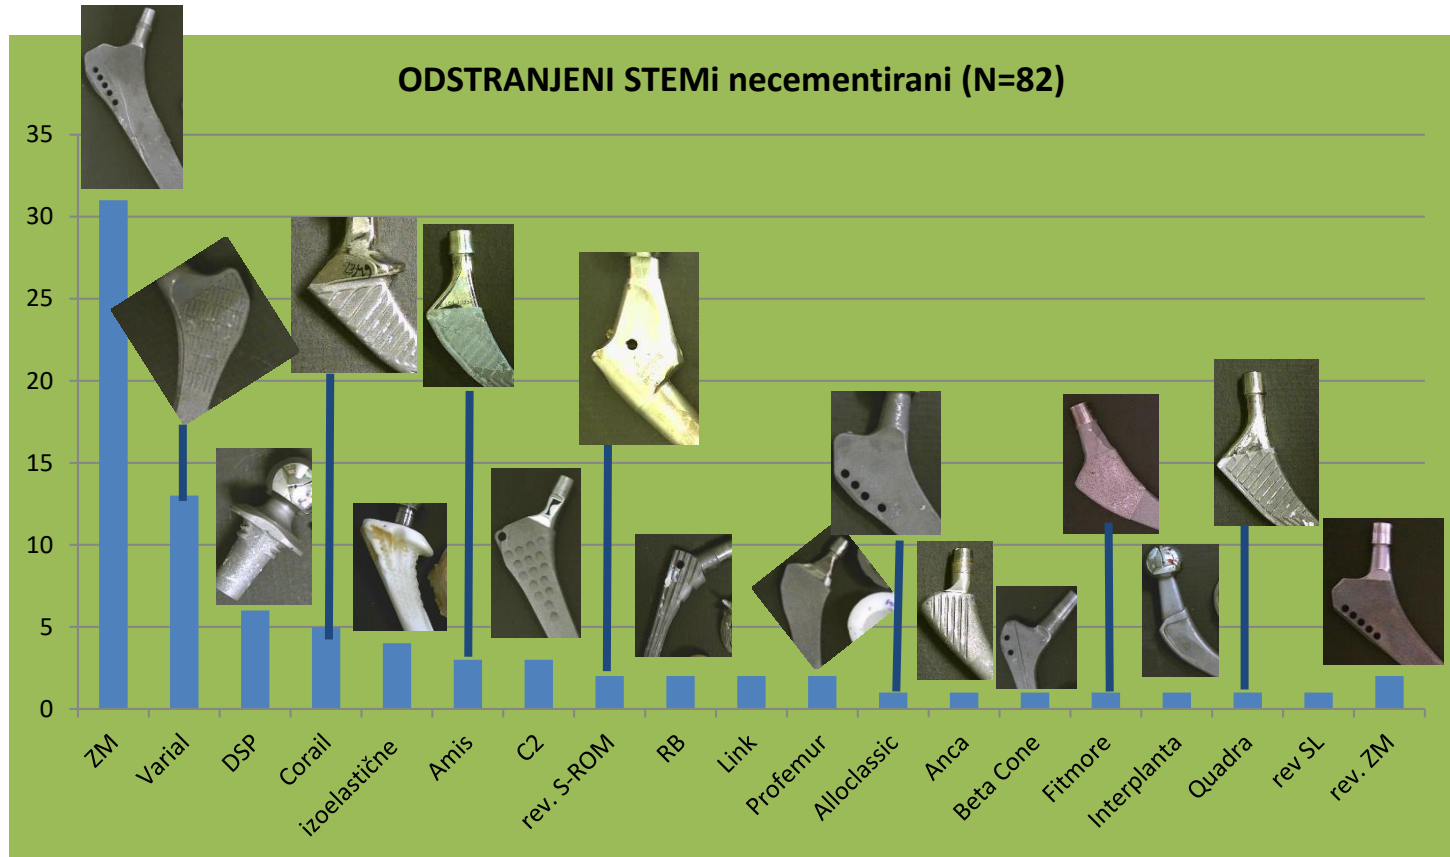 ODSTRANJENI STEMi necementirani (N=82)
35
30
25
20
15
10
5
0
ZM
Varial
DSP
Corail
izoelastične
Amis
C2
rev. S-ROM
RB
Link
Profemur
Alloclassic
Anca
Beta Cone
Fitmore
Interplanta
Quadra
rev SL
rev. ZM